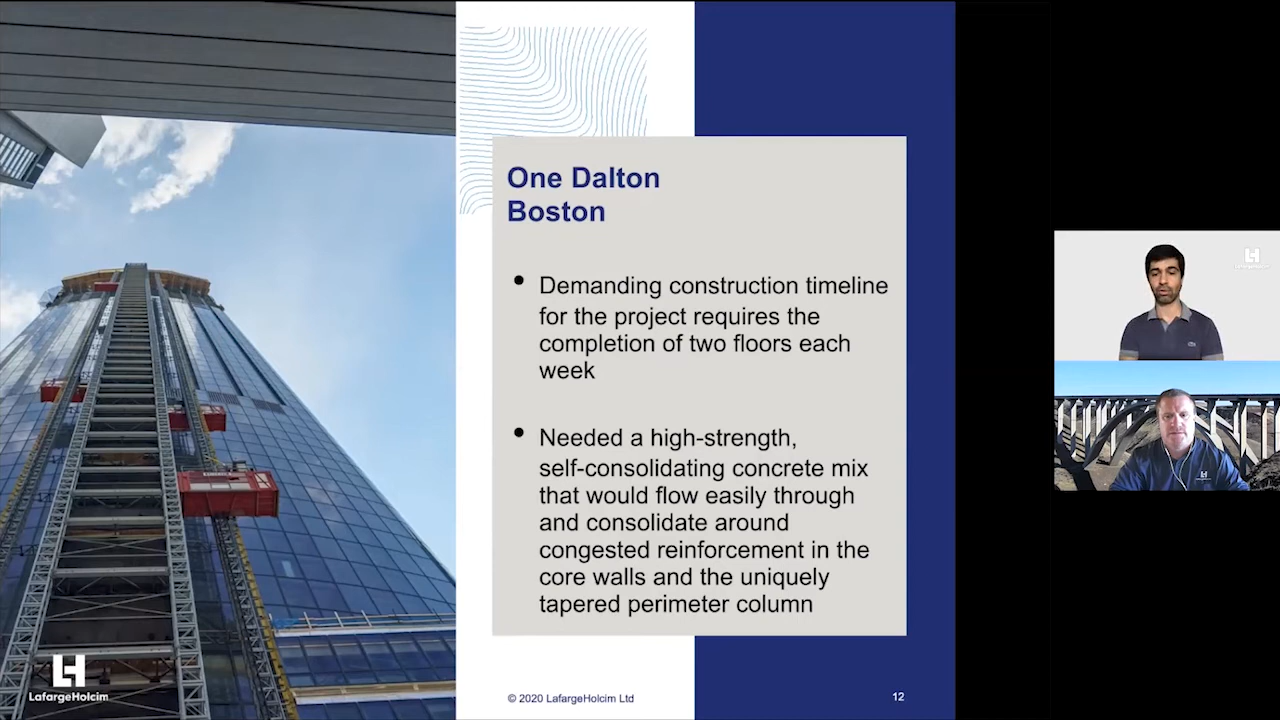 One Dalton
Boston
• Demanding construction timeline
for the project requires the
completion of two floors each
week
• Needed a high-strength,
self-consolidating concrete mix
that would flow easily through
and consolidate around
congested reinforcement in the
core walls and the uniquely
tapered perimeter column
LafargeHolcim
© 2020 LafargeHolcim Ltd
12
LafargeHolcim